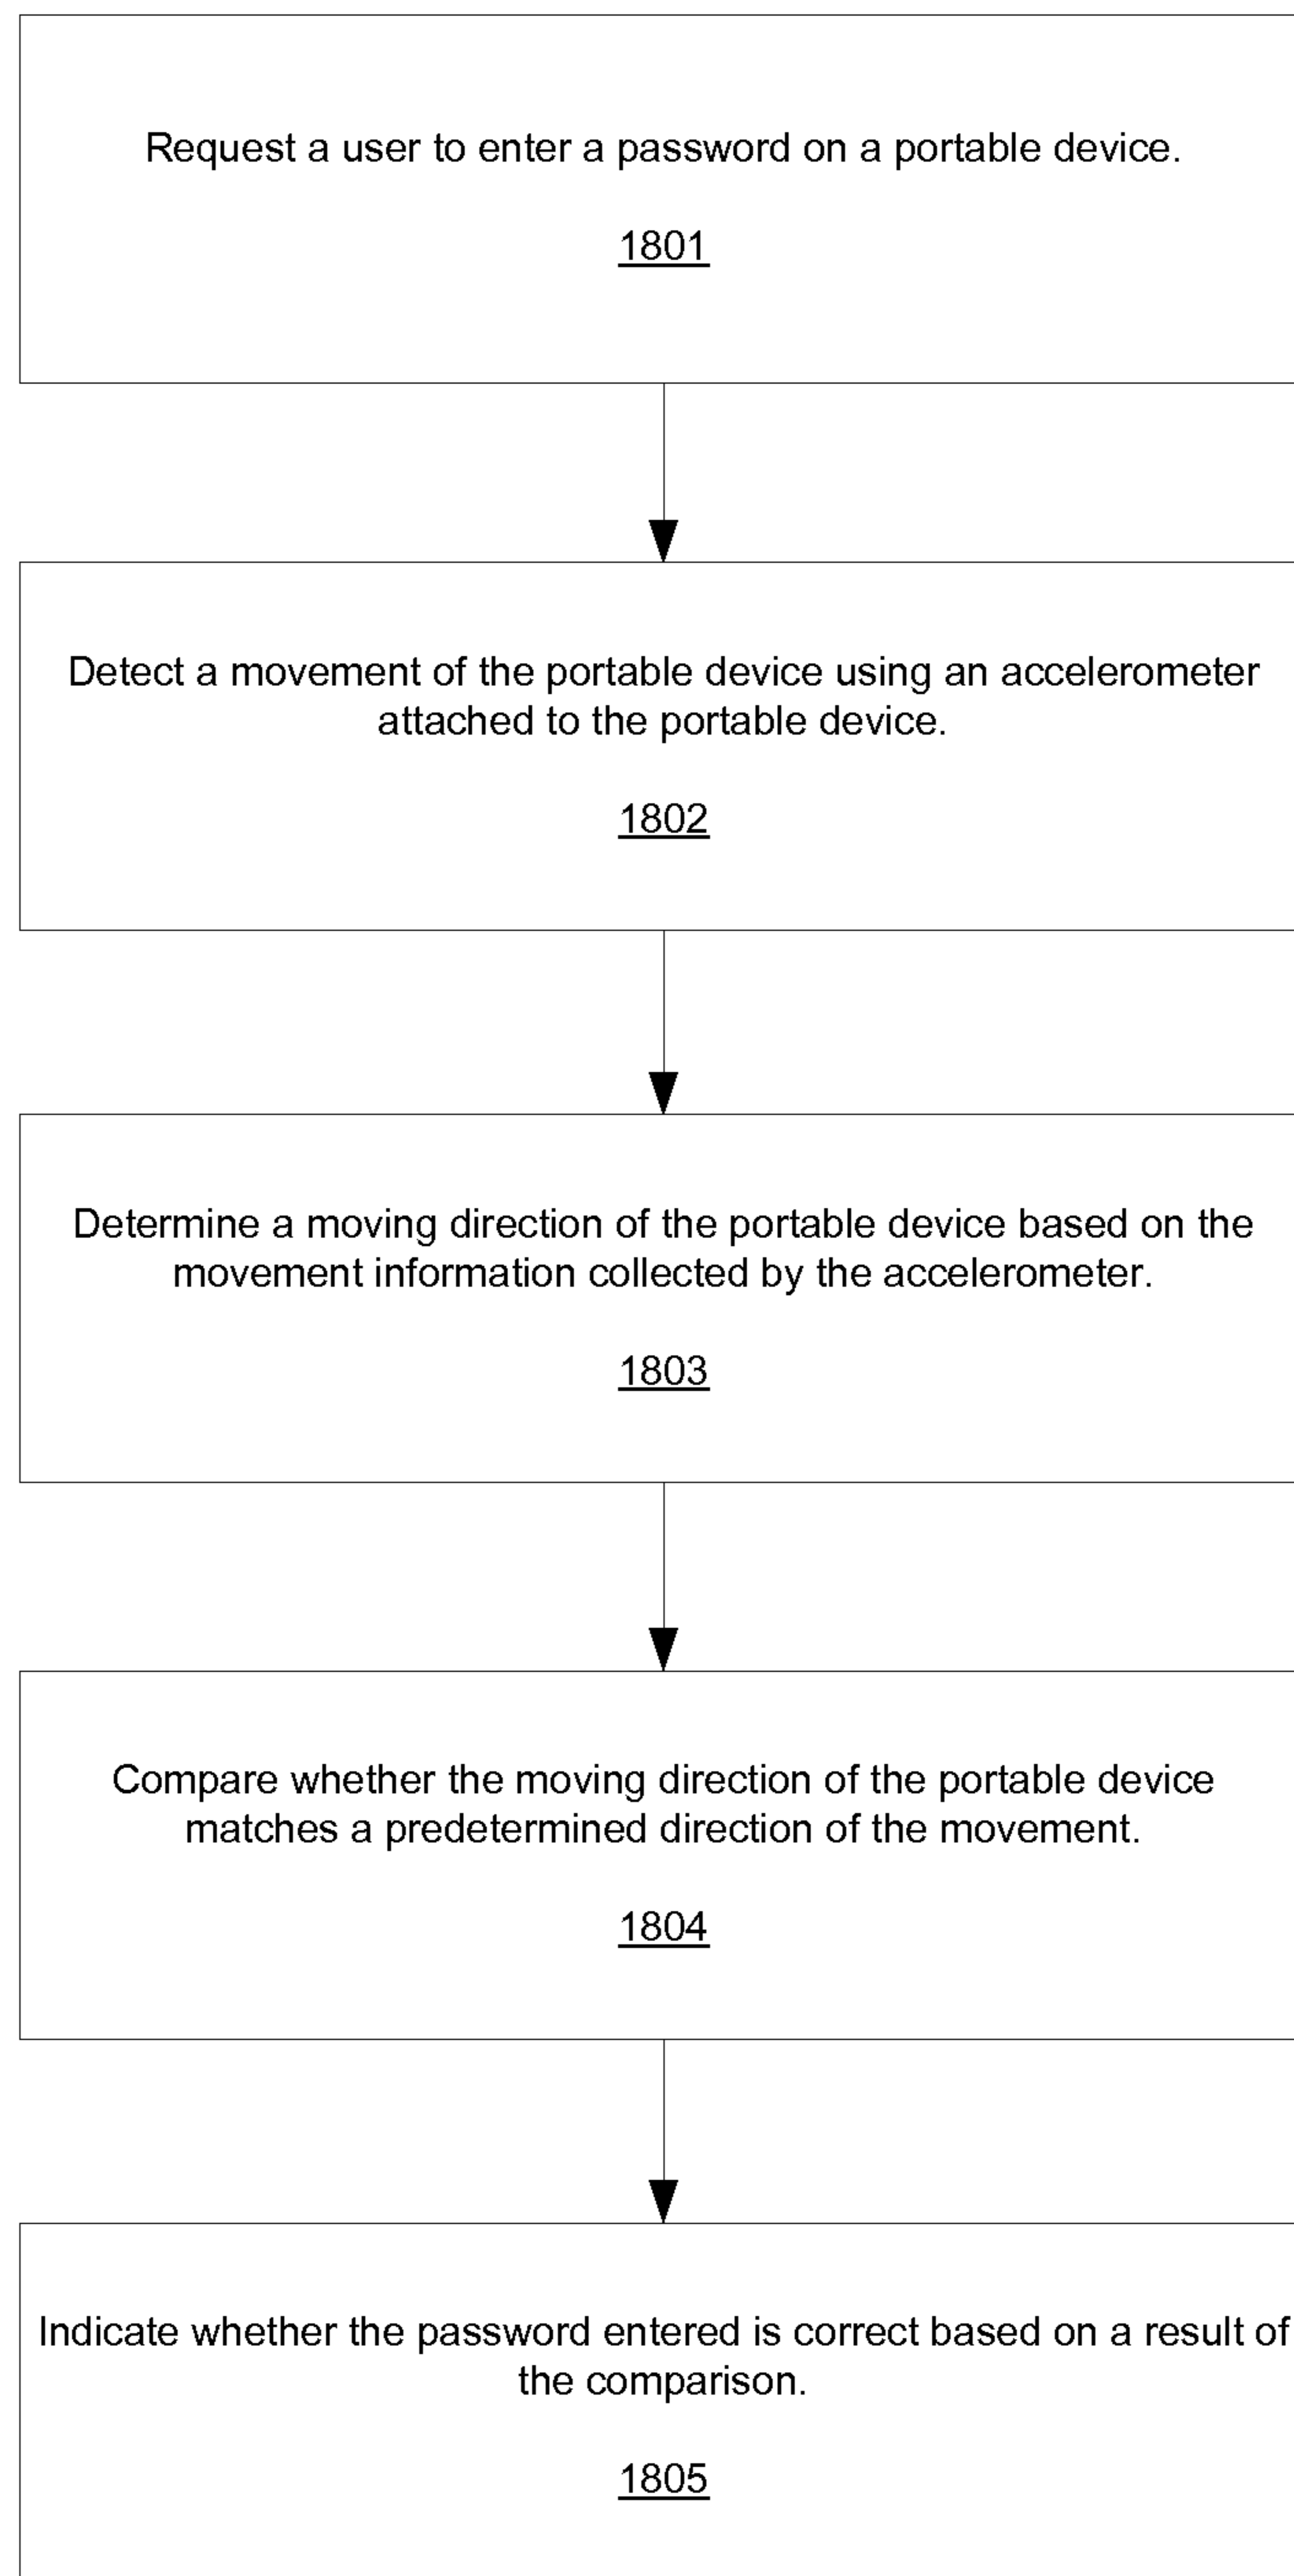 Request a user to enter a password on a portable device.
1801
Detect a movement of the portable device using an accelerometer
attached to the portable device.
1802
Determine a moving direction of the portable device based on the
movement information collected by the accelerometer.
1803
Compare whether the moving direction of the portable device
matches a predetermined direction of the movement.
1804
Indicate whether the password entered is correct based on a result of
the comparison.
1805